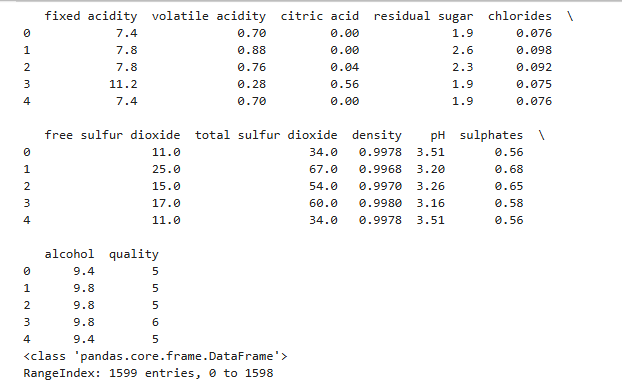 fixed acidity  volatile acidity  citric acid  residual sugar  chlorides  \
0            7.4              0.70         0.00             1.9      0.076
1            7.8              0.88         0.00             2.6      0.098
2            7.8              0.76         0.04             2.3      0.092
3           11.2              0.28         0.56             1.9      0.075
4            7.4              0.70         0.00             1.9      0.076
   free sulfur dioxide  total sulfur dioxide  density    pH  sulphates  \
0                 11.0                  34.0   0.9978  3.51       0.56
1                 25.0                  67.0   0.9968  3.20       0.68
2                 15.0                  54.0   0.9970  3.26       0.65
3                 17.0                  60.0   0.9980  3.16       0.58
4                 11.0                  34.0   0.9978  3.51       0.56
   alcohol  quality
0      9.4        5
1      9.8        5
2      9.8        5
3      9.8        6
4      9.4        5
<class 'pandas.core.frame.DataFrame'>
RangeIndex: 1599 entries, 0 to 1598